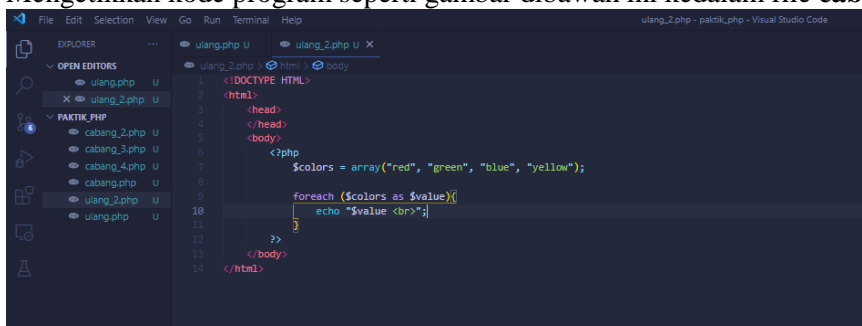 Mengetikkan kode program seperti gambar dibawah ini kedalam file cab
File Edit Selection View Go Run Terminal Help
ulang_2.php - paktik_php - Visual Studio Code
EXPLORER ...
OPEN EDITORS
ulang.php U
X ulang_2.php U
PAKTIK_PHP
cabang_2.php U
cabang_3.php U
cabang_4.php U
cabang.php U
ulang_2.php U
ulang.php U
6
ulang.php U ulang_2.php U X
ulang_2.php > html > body
1 <!DOCTYPE HTML>
2 <html>
3 <head>
4 </head>
5 <body>
6 <?php
7 $colors = array("red", "green", "blue", "yellow");
8
9 foreach ($colors as $value){
10 echo "$value <br>";
11 }
12 ?>
13 </body>
14 </html>